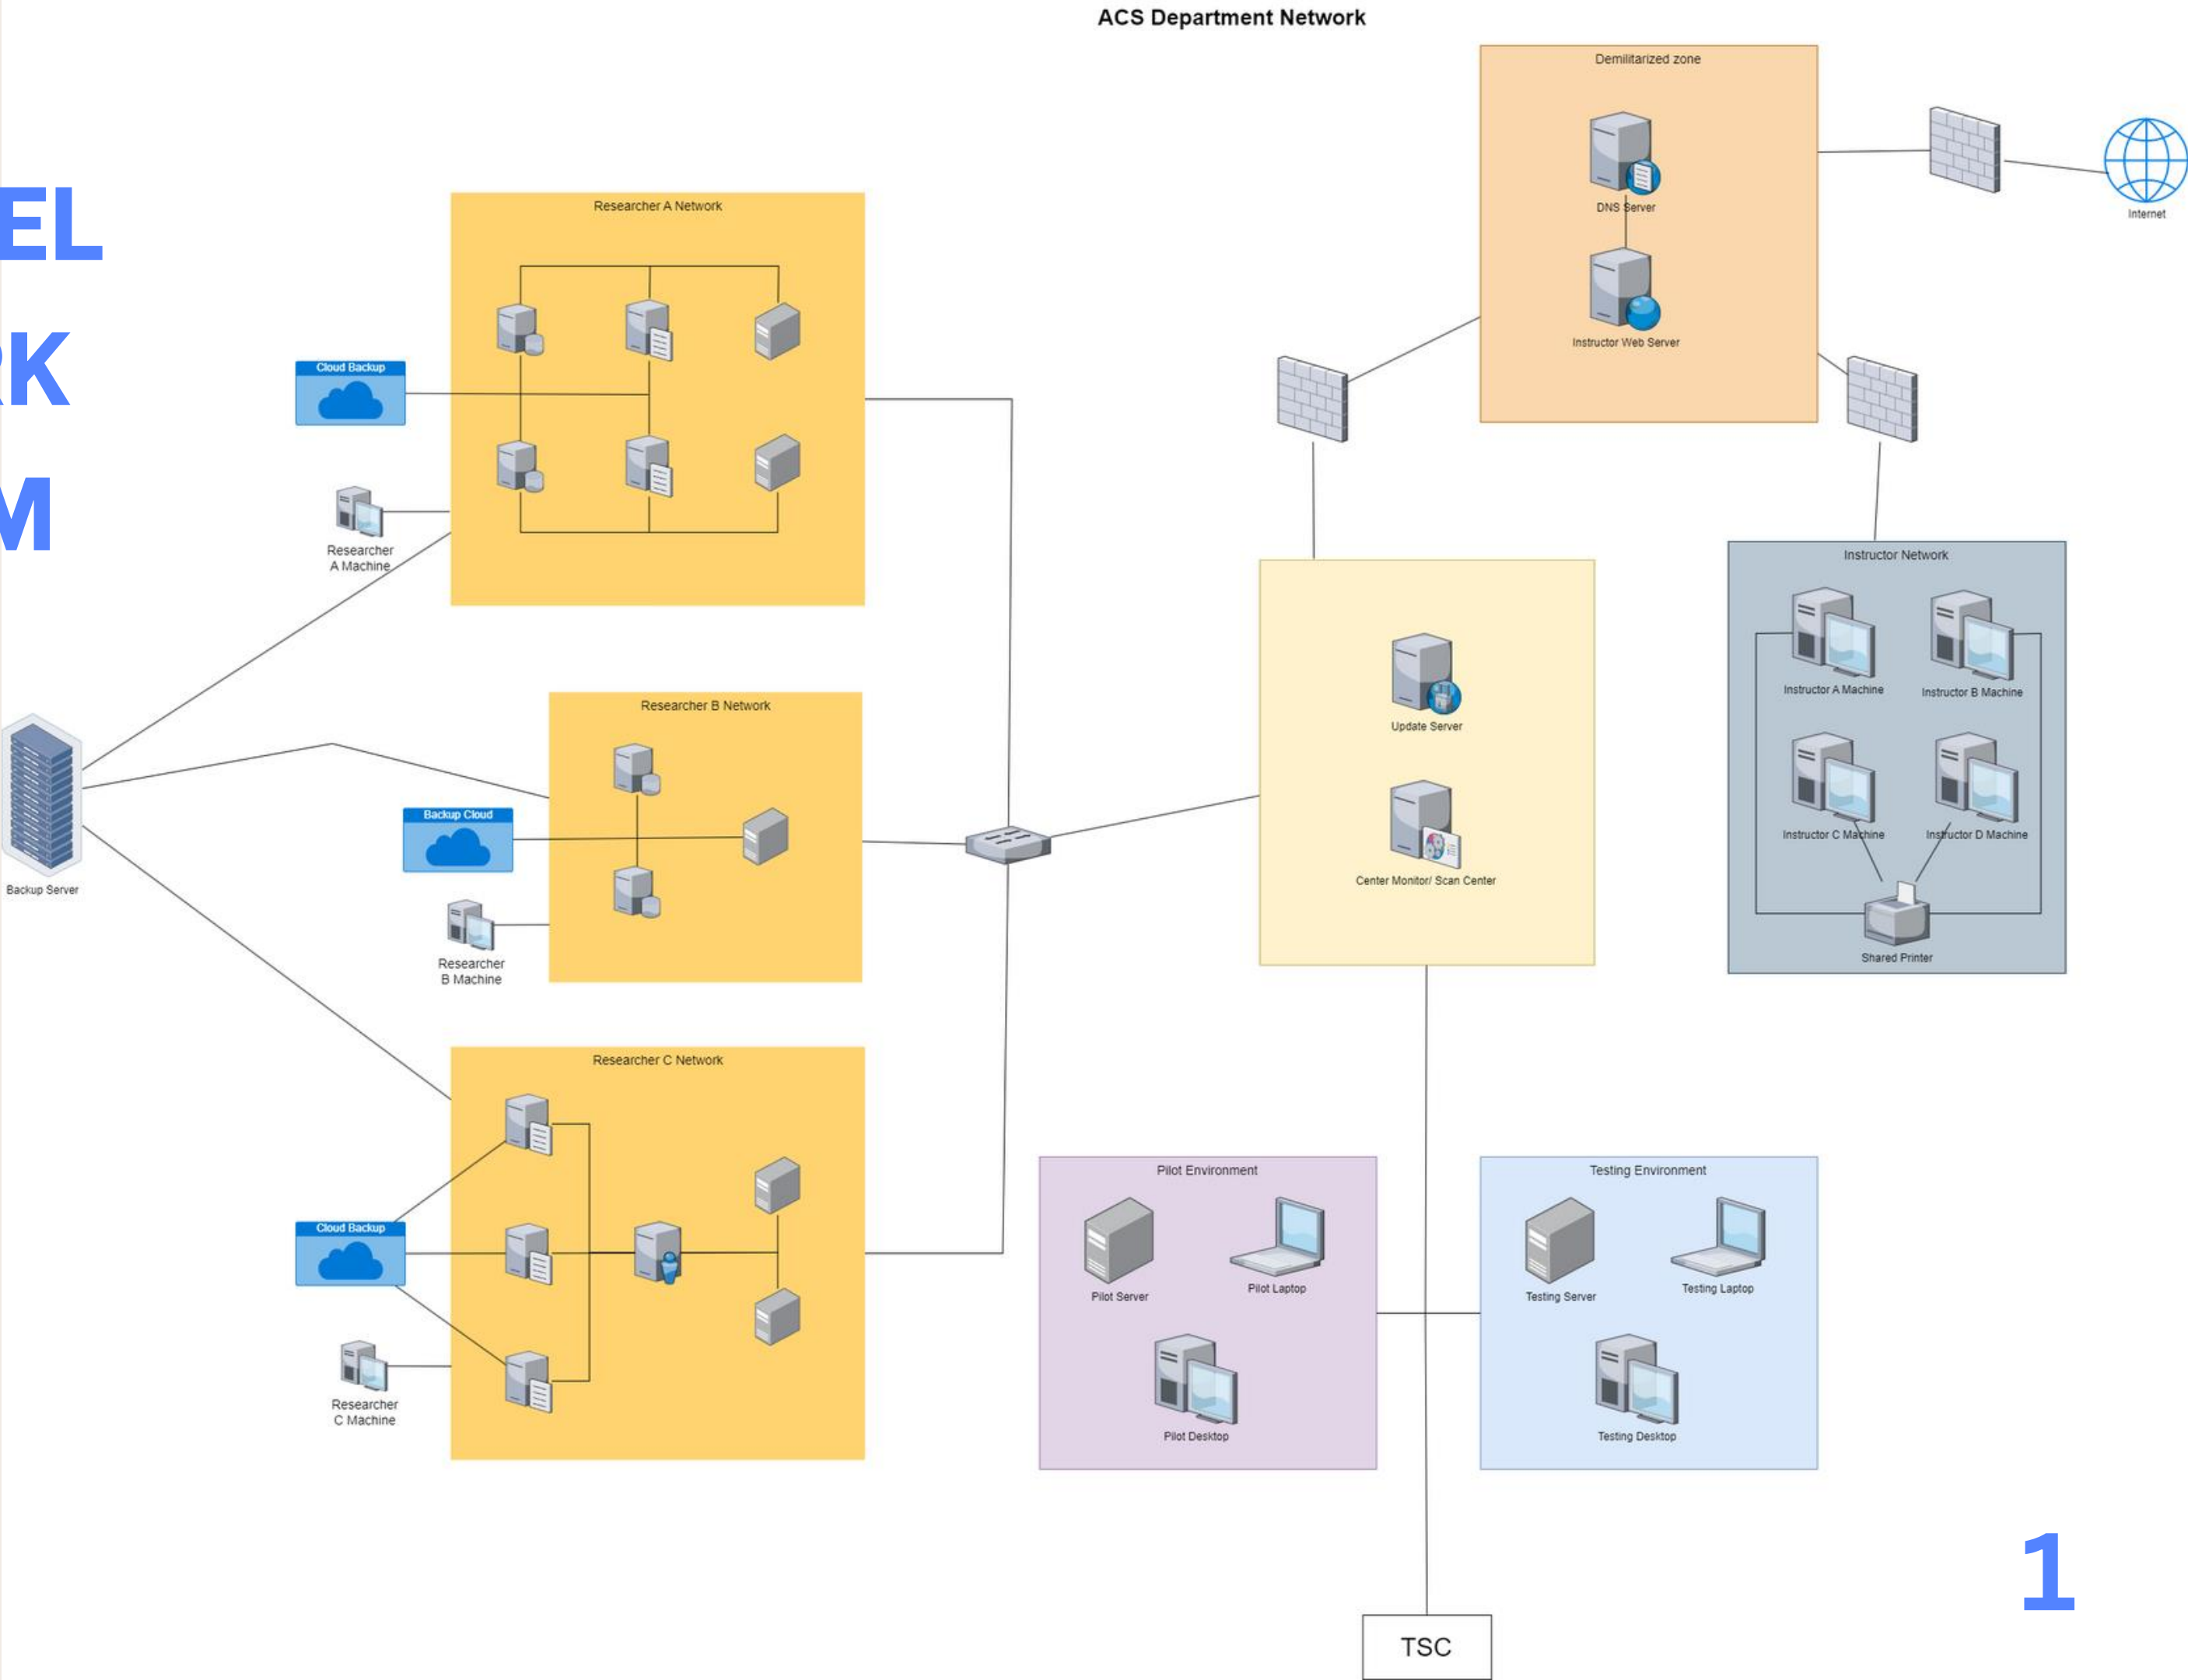 ACS Department Network
EL
RK
M
Demilitarized zone
DNS Server
Instructor Web Server
Internet
Researcher A Network
Cloud Backup
Researcher
A Machine
Instructor Network
Instructor A Machine
Instructor B Machine
Instructor C Machine
Instructor D Machine
Shared Printer
Update Server
Center Monitor/ Scan Center
Researcher B Network
Backup Cloud
Researcher
B Machine
Backup Server
Researcher C Network
Cloud Backup
Researcher
C Machine
Pilot Environment
Pilot Server
Pilot Laptop
Pilot Desktop
Testing Environment
Testing Server
Testing Laptop
Testing Desktop
TSC
1